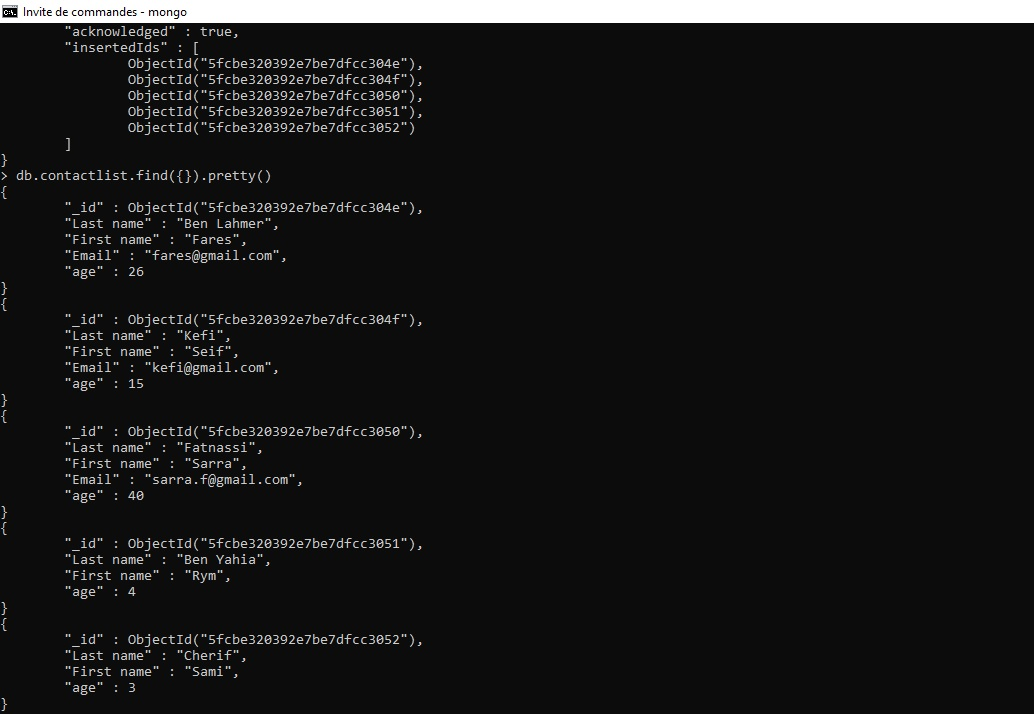 Invite de commandes - mongo
"acknowledged" : true,
"insertedIds" : [
ObjectId("5fcbe320392e7be7dfcc304e"),
ObjectId("5fcbe320392e7be7dfcc304f"),
ObjectId("5fcbe320392e7be7dfcc3050"),
ObjectId("5fcbe320392e7be7dfcc3051"),
ObjectId("5fcbe320392e7be7dfcc3052")
]
}
> db.contactlist.find({}).pretty()
{
"_id" : ObjectId("5fcbe320392e7be7dfcc304e"),
"Last name" : "Ben Lahmer",
"First name" : "Fares",
"Email" : "fares@gmail.com",
"age" : 26
}
{
"_id" : ObjectId("5fcbe320392e7be7dfcc304f"),
"Last name" : "Kefi",
"First name" : "Seif",
"Email" : "kefi@gmail.com",
"age" : 15
}
{
"_id" : ObjectId("5fcbe320392e7be7dfcc3050"),
"Last name" : "Fatnassi",
"First name" : "Sarra",
"Email" : "sarra.f@gmail.com",
"age" : 40
}
{
"_id" : ObjectId("5fcbe320392e7be7dfcc3051"),
"Last name" : "Ben Yahia",
"First name" : "Rym",
"age" : 4
}
{
"_id" : ObjectId("5fcbe320392e7be7dfcc3052"),
"Last name" : "Cherif",
"First name" : "Sami",
"age" : 3
}